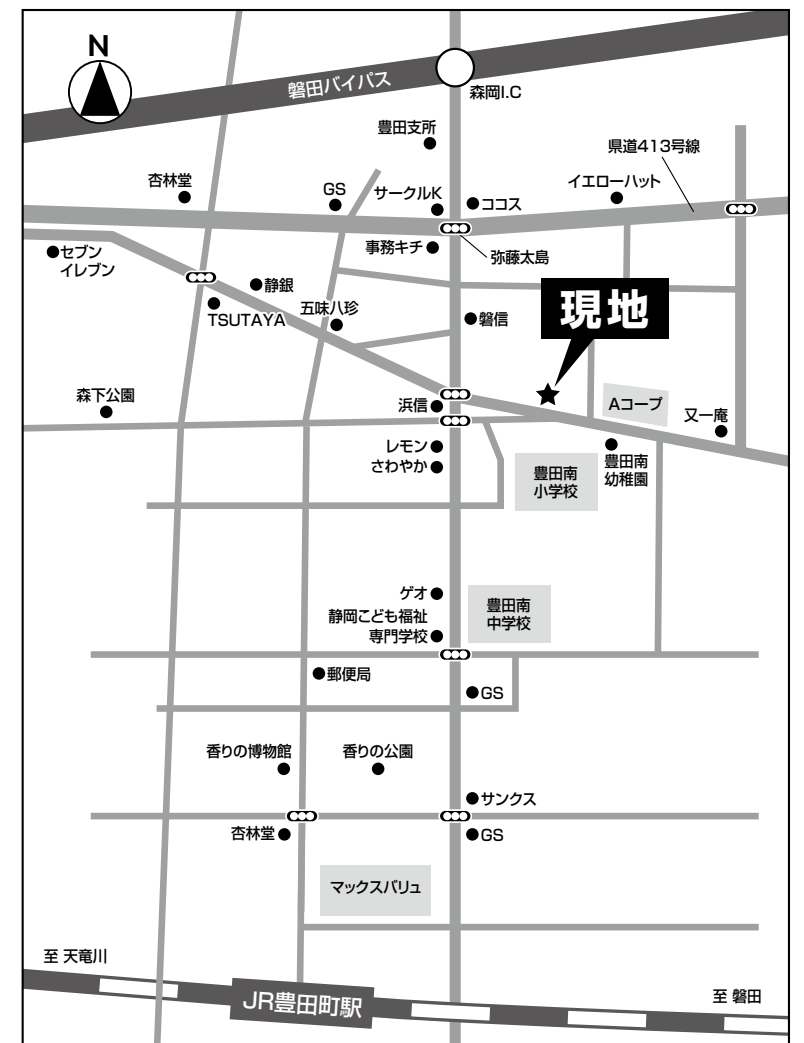 N
磐田バイパス
森岡I.C
豊田支所
県道413号線
杏林堂
GS
サークルK
ココス
イエローハット
事務キチ
弥藤太島
セブン
イレブン
静銀
TSUTAYA
五味八珍
磐信
現地
森下公園
浜信
Aコープ
又一庵
レモン
さわやか
豊田南
小学校
豊田南
幼稚園
ゲオ
静岡こども福祉
専門学校
豊田南
中学校
郵便局
GS
香りの博物館
香りの公園
サンクス
杏林堂
GS
マックスバリュ
至 天竜川
JR豊田町駅
至 磐田